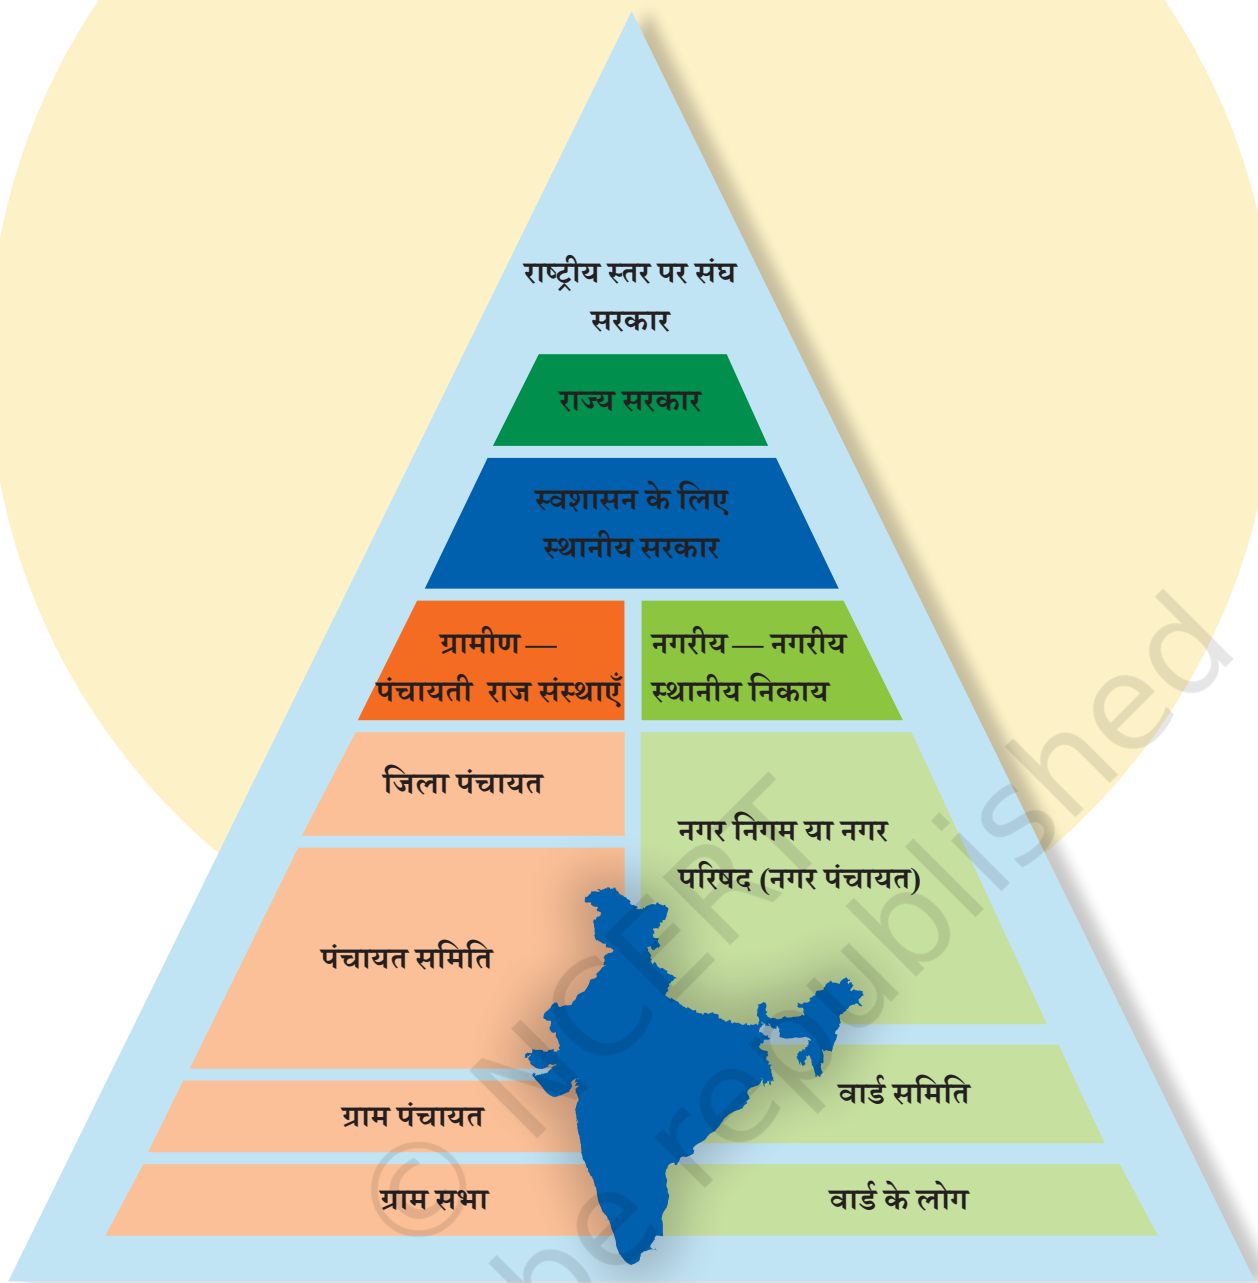 राष्ट्रीय स्तर पर संघ
सरकार
राज्य सरकार
स्वशासन के लिए
स्थानीय सरकार
ग्रामीण —
पंचायती राज संस्थाएँ
नगरीय — नगरीय
स्थानीय निकाय
जिला पंचायत
नगर निगम या नगर
परिषद (नगर पंचायत)
पंचायत समिति
वार्ड समिति
ग्राम पंचायत
ग्राम सभा
वार्ड के लोग
© NCERT
be republished